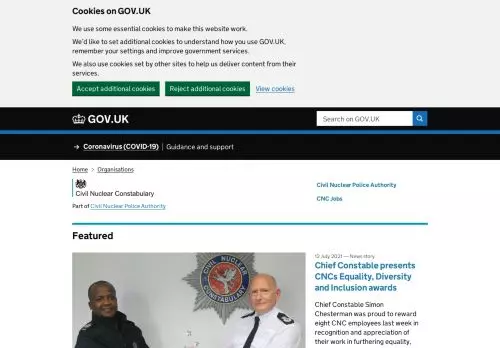 Cookies on GOV.UK
We use some essential cookies to make this website work.
We'd like to set additional cookies to understand how you use GOV.UK,
remember your settings and improve government services.
We also use cookies set by other sites to help us deliver content from their
services.
Accept additional cookies Reject additional cookies View cookies
GOV.UK Search on GOV.UK
→ Coronavirus (COVID-19) Guidance and support
Home > Organisations
Civil Nuclear Constabulary
Part of Civil Nuclear Police Authority
Civil Nuclear Police Authority
CNC Jobs
Featured
CIVIL NUCLEAR
CONSTABULARY
July 2021 — News story
Chief Constable presents
CNCs Equality, Diversity
and Inclusion awards
Chief Constable Simon
Chesterman was proud to
reward eight CNC employees last week in
recognition and appreciation of
their work in furthering equality,